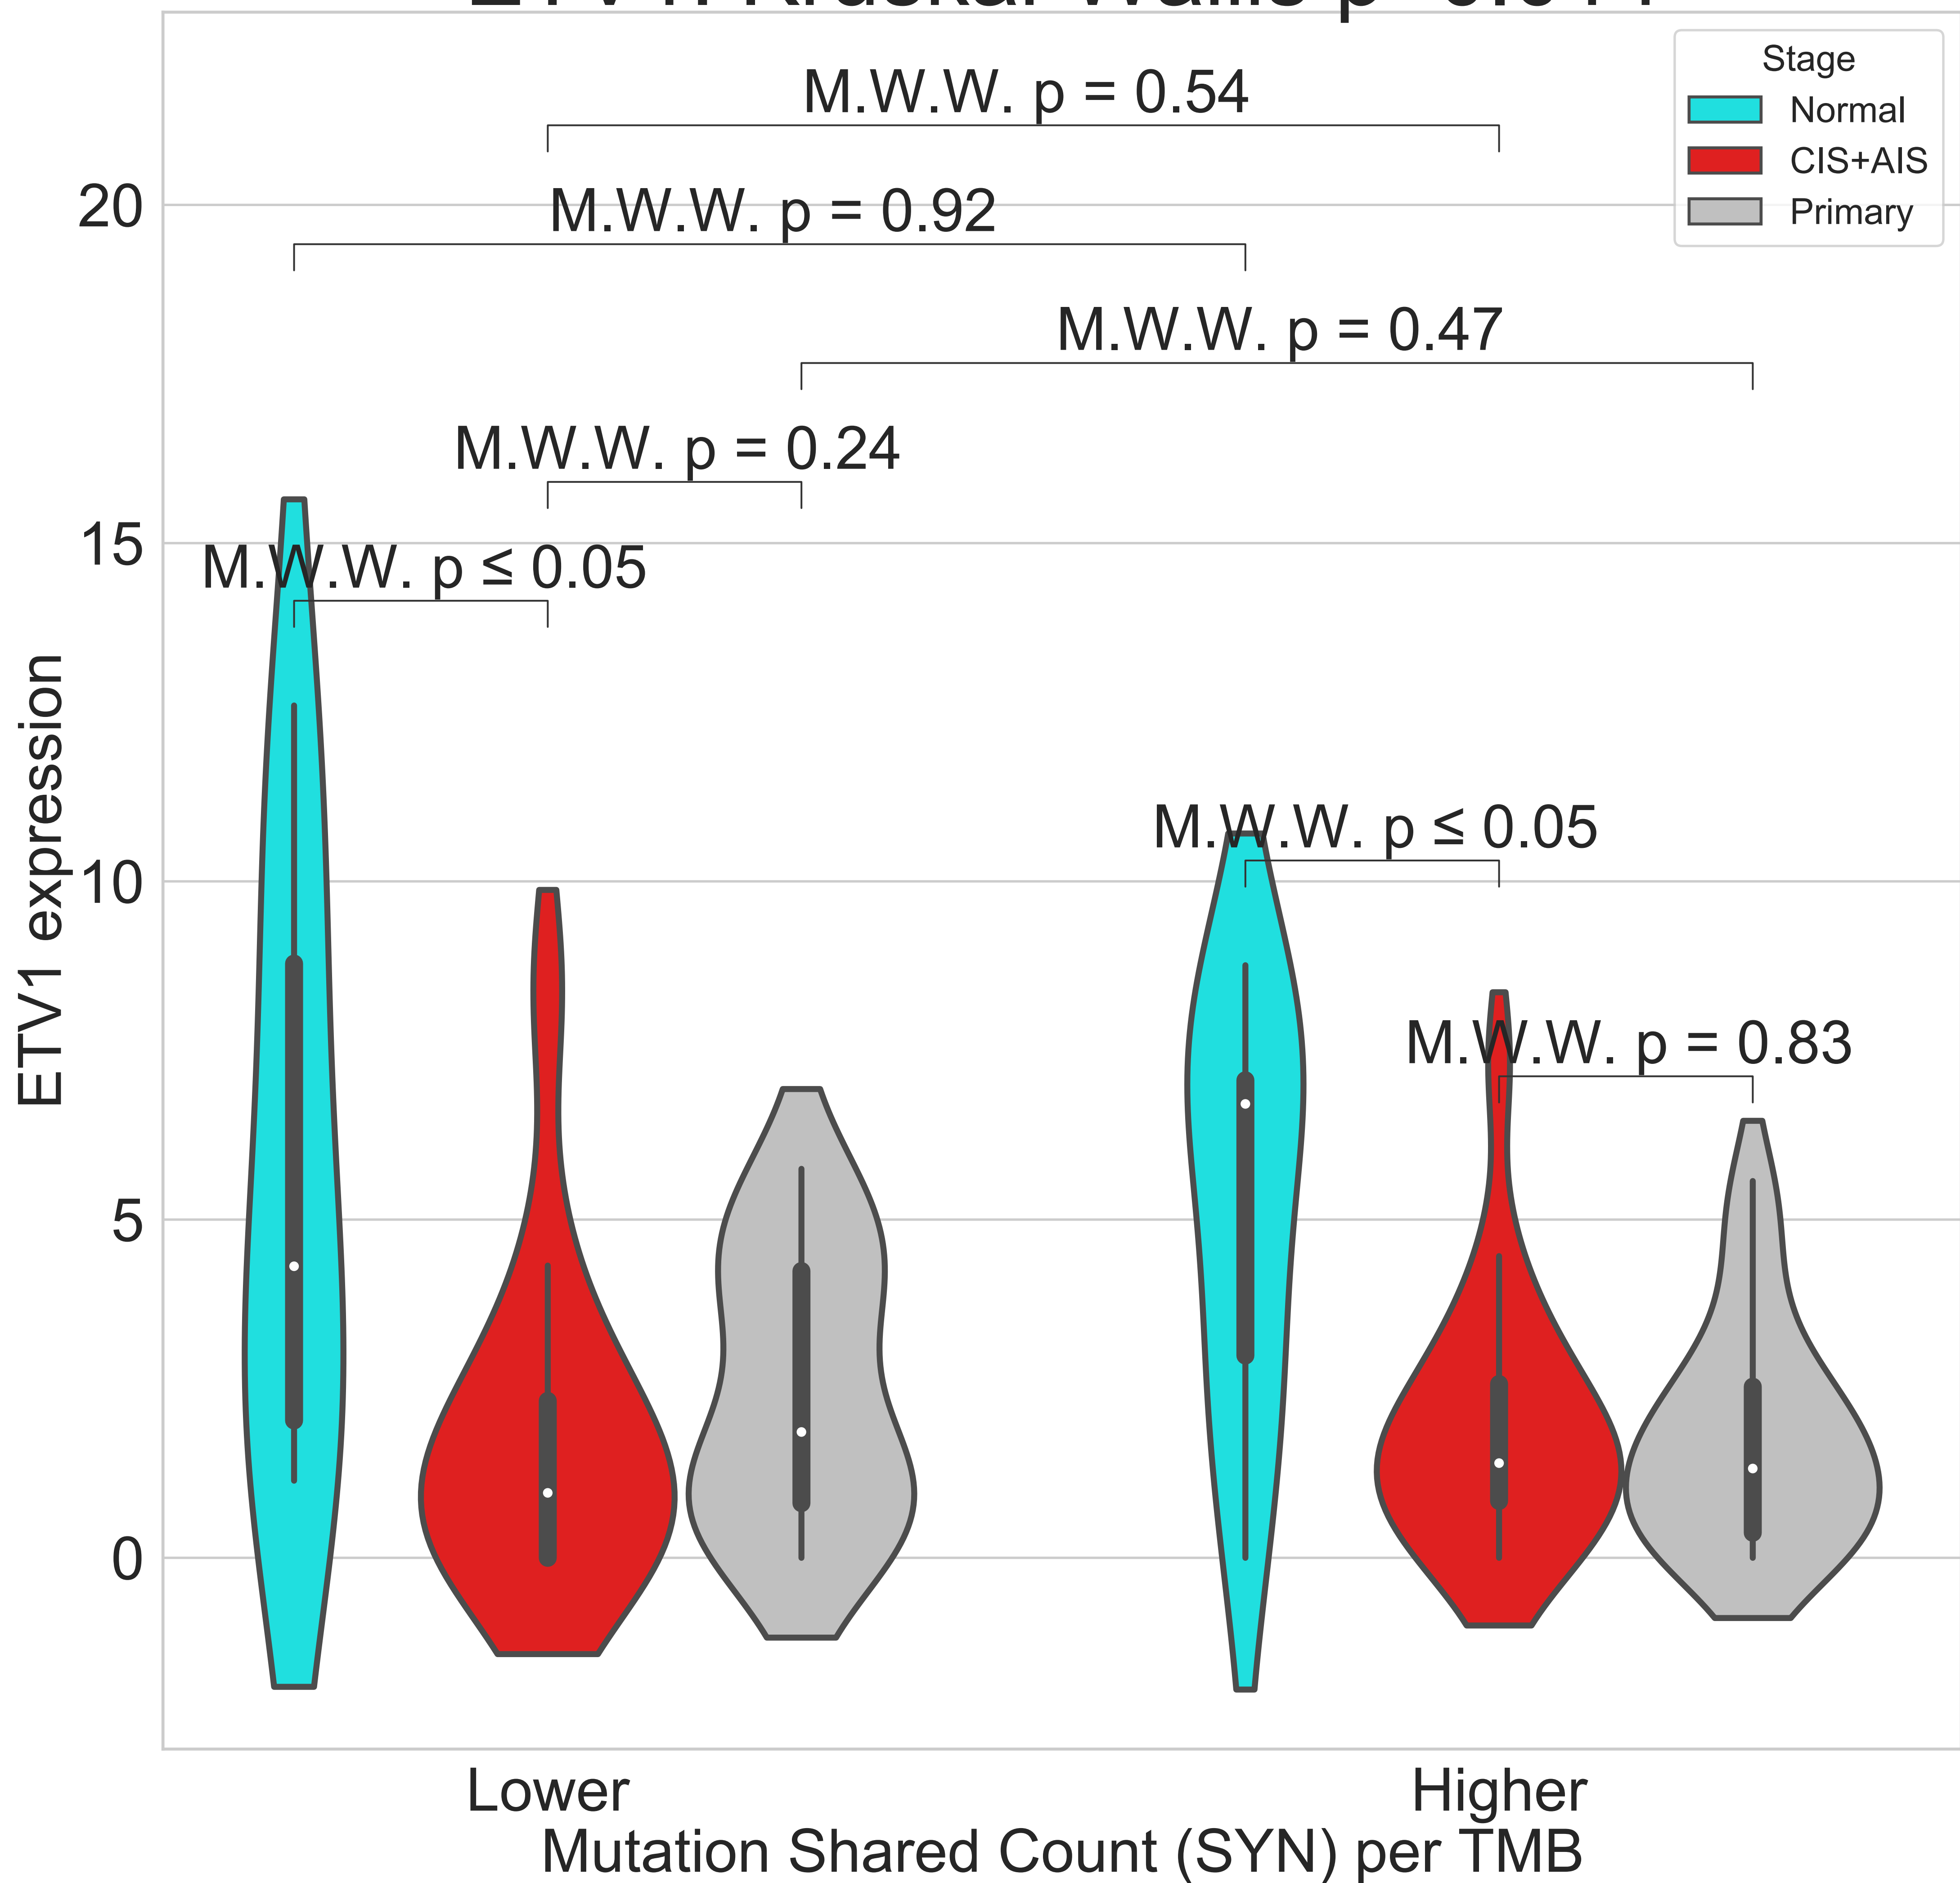 Stage
Normal
CIS+AIS
Primary
M.W.W. p = 0.54
M.W.W. p = 0.92
M.W.W. p = 0.47
M.W.W. p = 0.24
M.W.W. p ≤ 0.05
M.W.W. p ≤ 0.05
M.W.W. p = 0.83
20
15
10
5
0
ETV1 expression
Lower
Higher
Mutation Shared Count (SYN) per TMB